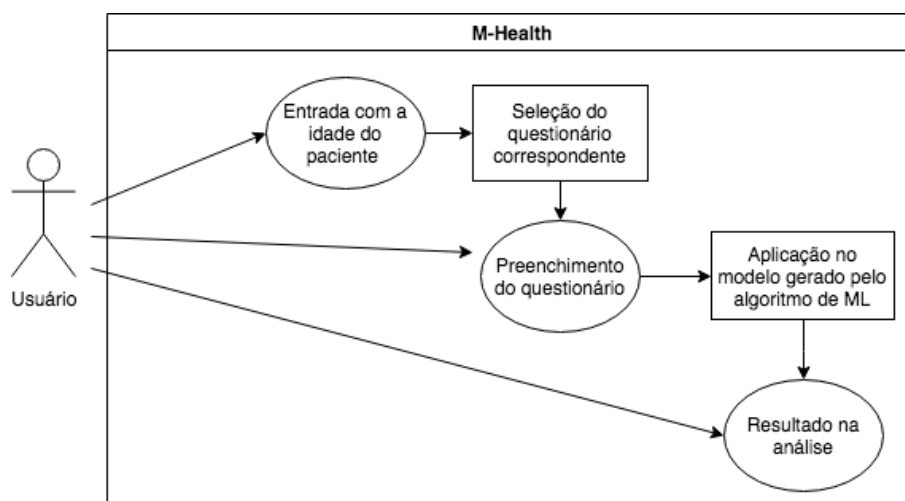 M-Health
Entrada com a
idade do
paciente
Seleção do
questionário
correspondente
Usuário
Preenchimento
do questionário
Aplicação no
modelo gerado pelo
algoritmo de ML
Resultado na
análise